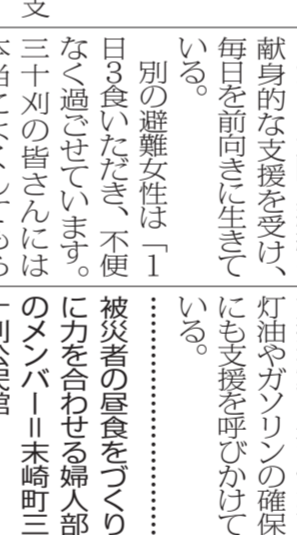 文
献身的な支援を受け、
毎日を前向きに生きて
いる。
別の避難女性は「1
日3食いただき、不便
なく過ごせています。
三十刈の皆さんには
灯油やガソリンの確保
にも支援を呼びかけて
いる。
被災者の昼食をづくり
に力を合わせる婦人部
のメンバー＝末崎町三